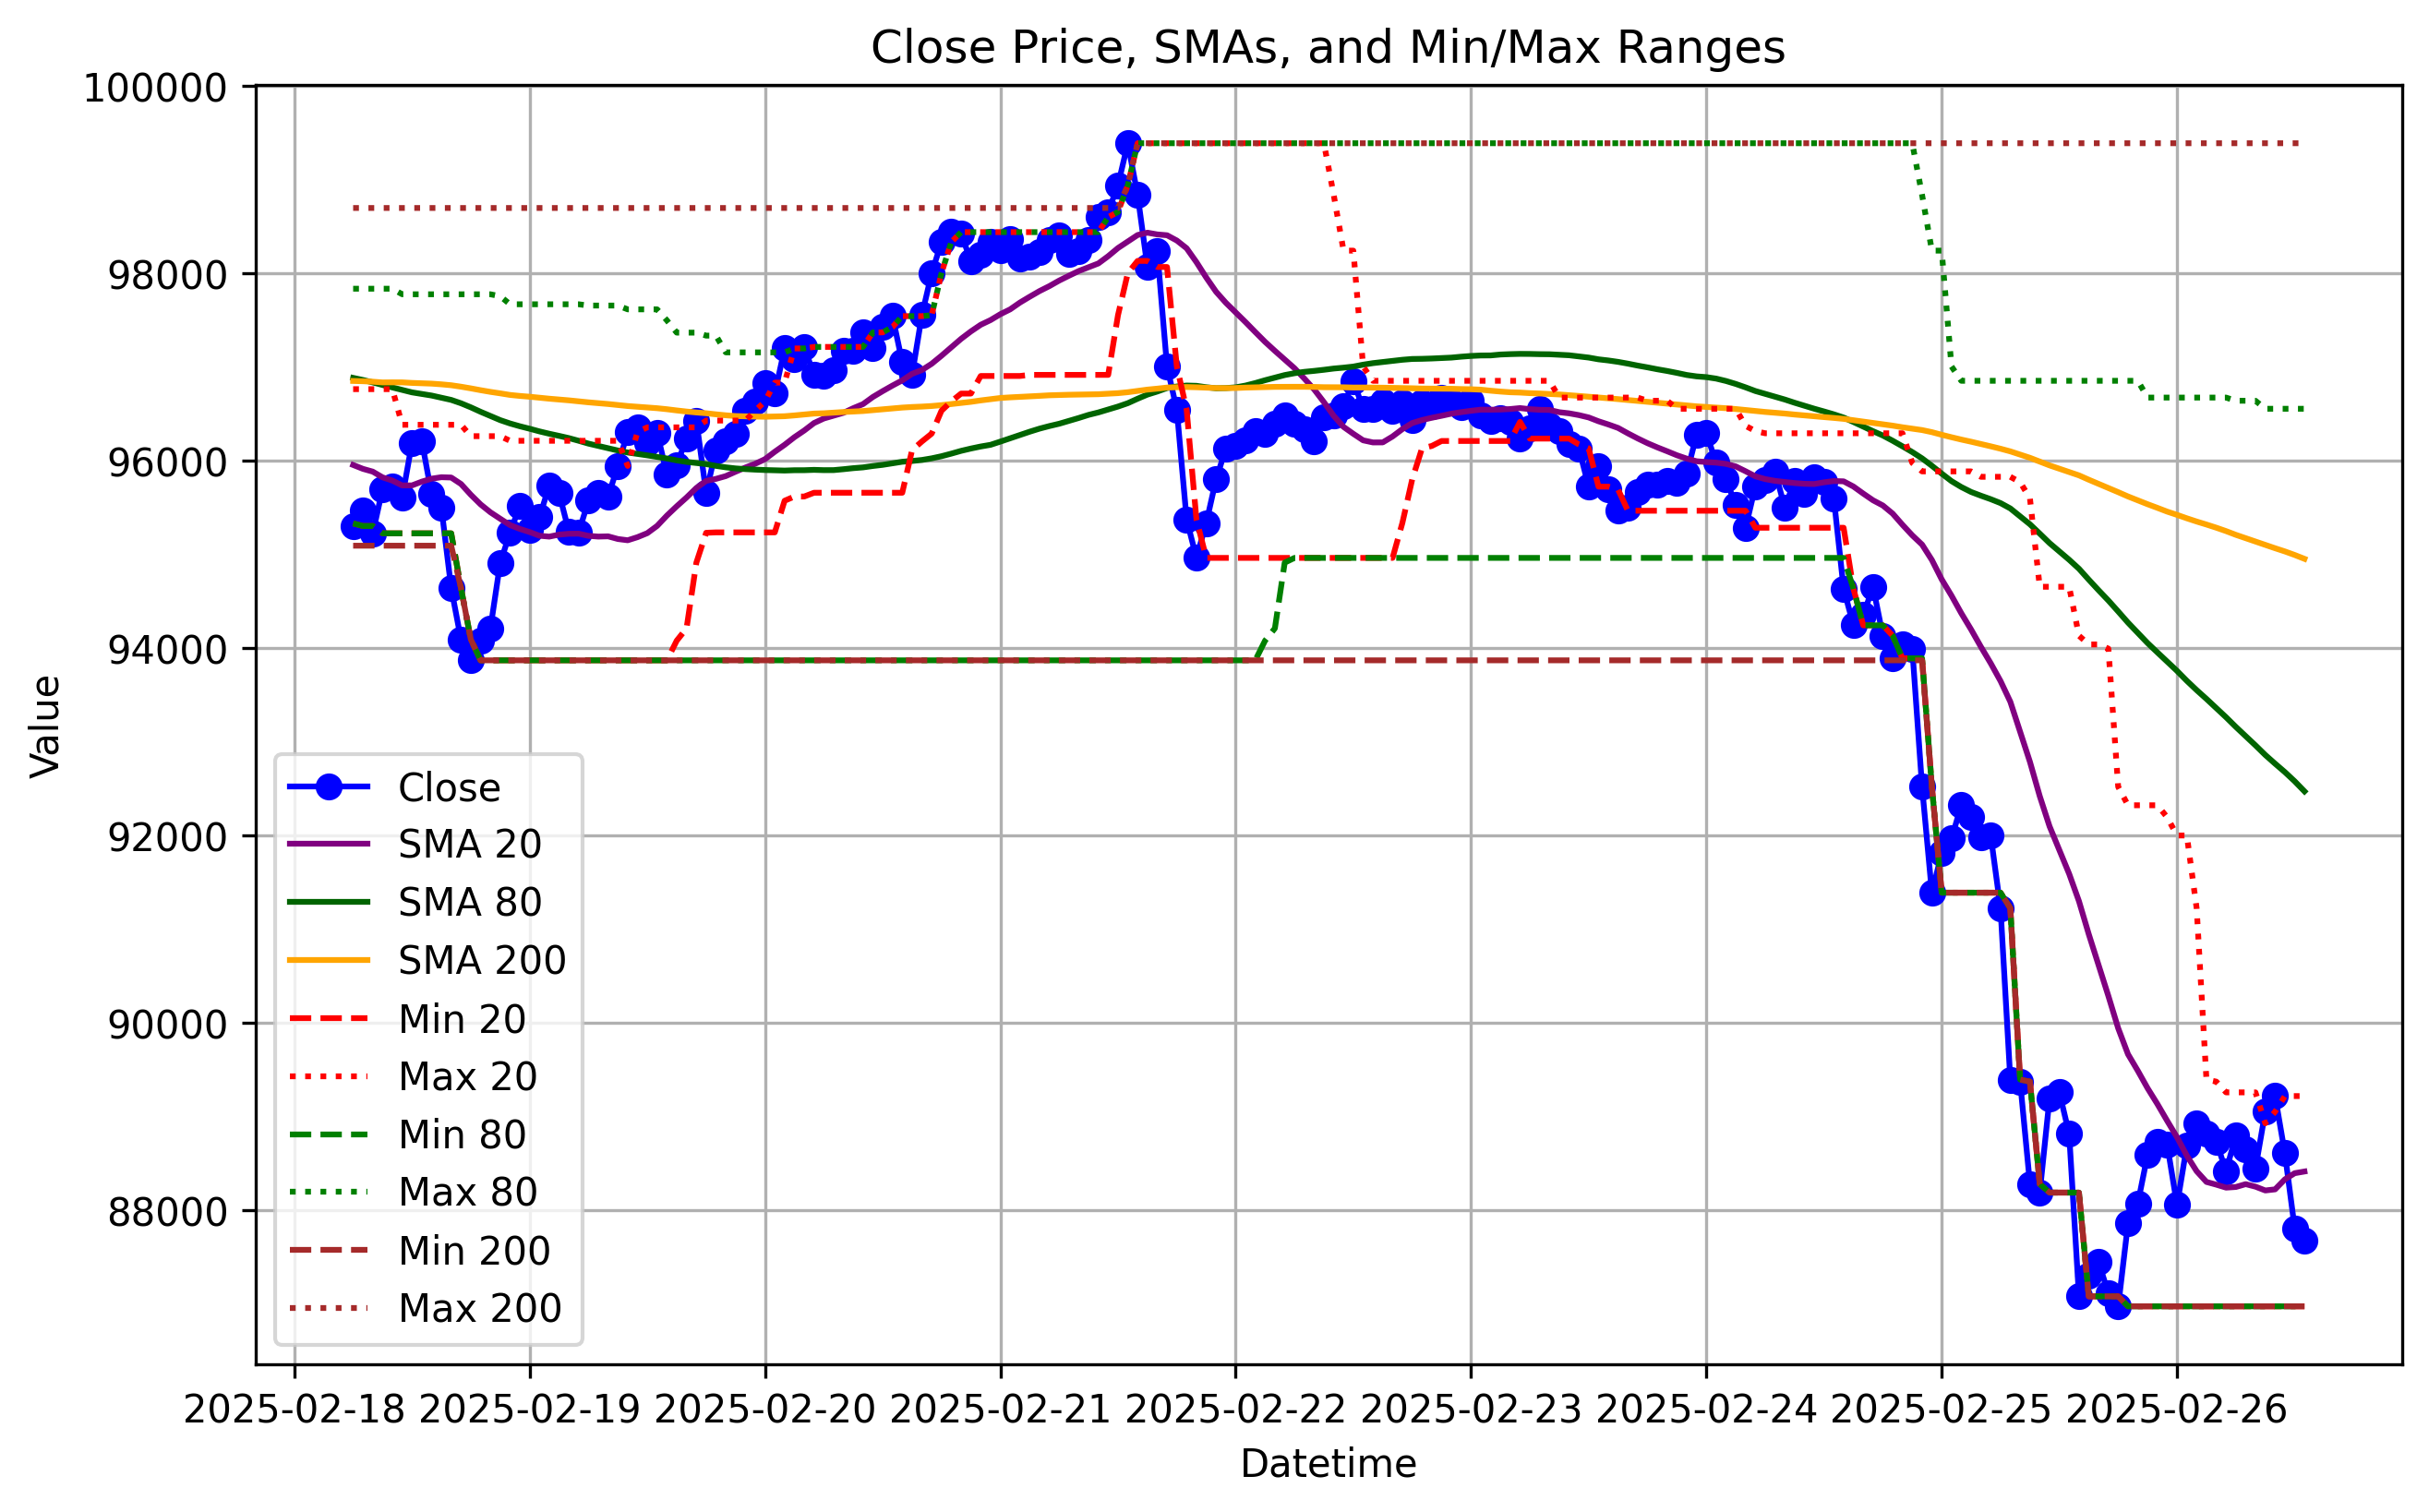 Close Price, SMAs, and Min/Max Ranges
100000
98000
96000
94000
92000
90000
88000
Value
Close
SMA 20
SMA 80
SMA 200
Min 20
Max 20
Min 80
Max 80
Min 200
Max 200
2025-02-18 2025-02-19 2025-02-20 2025-02-21 2025-02-22 2025-02-23 2025-02-24 2025-02-25 2025-02-26
Datetime